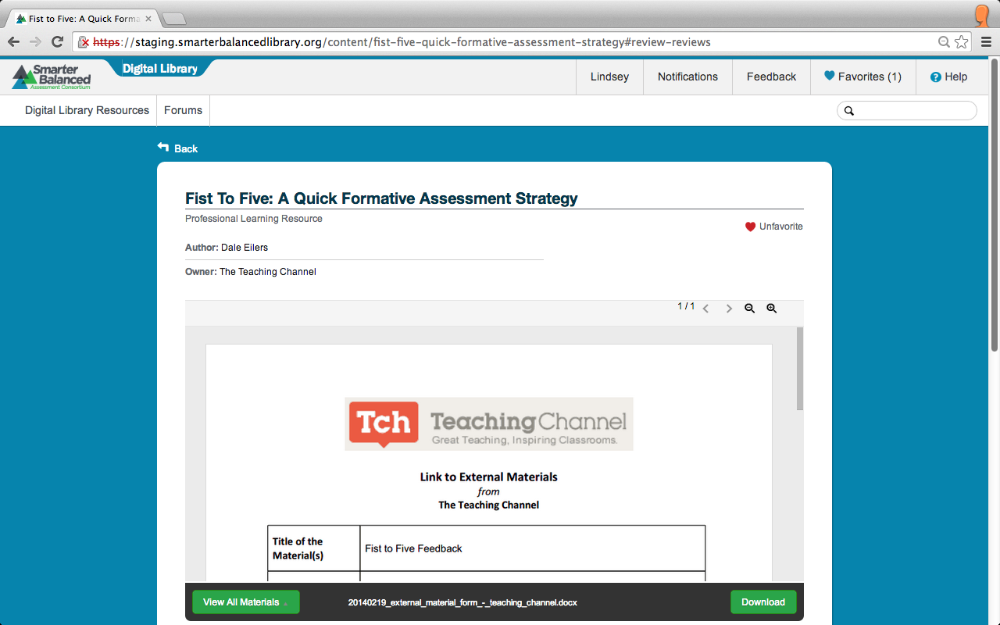 Fist to Five: A Quick Forma
https://staging.smarterbalancedlibrary.org/content/fist-five-quick-formative-assessment-strategy#review-reviews
Smarter
Balanced
Assessment Consortium
Digital Library
Lindsey
Notifications
Feedback
Favorites (1)
Help
Digital Library Resources
Forums
Back
Fist To Five: A Quick Formative Assessment Strategy
Professional Learning Resource
Unfavorite
Author: Dale Eilers
Owner: The Teaching Channel
1 / 1
Tch
TeachingChannel
Great Teaching, Inspiring Classrooms.
Link to External Materials
from
The Teaching Channel
Title of the
Material(s)
Fist to Five Feedback
View All Materials
20140219_external_material_form_-_teaching_channel.docx
Download